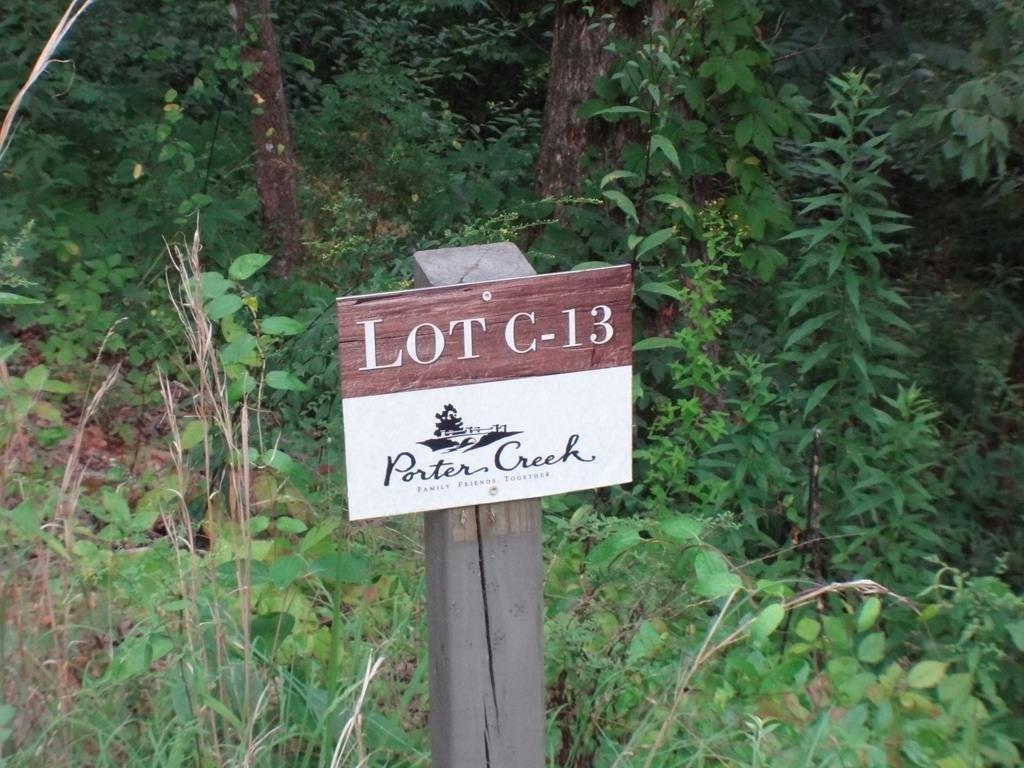 LOT C-13
Porter Creek
FAMILY. FRIENDS. TOGETHER.